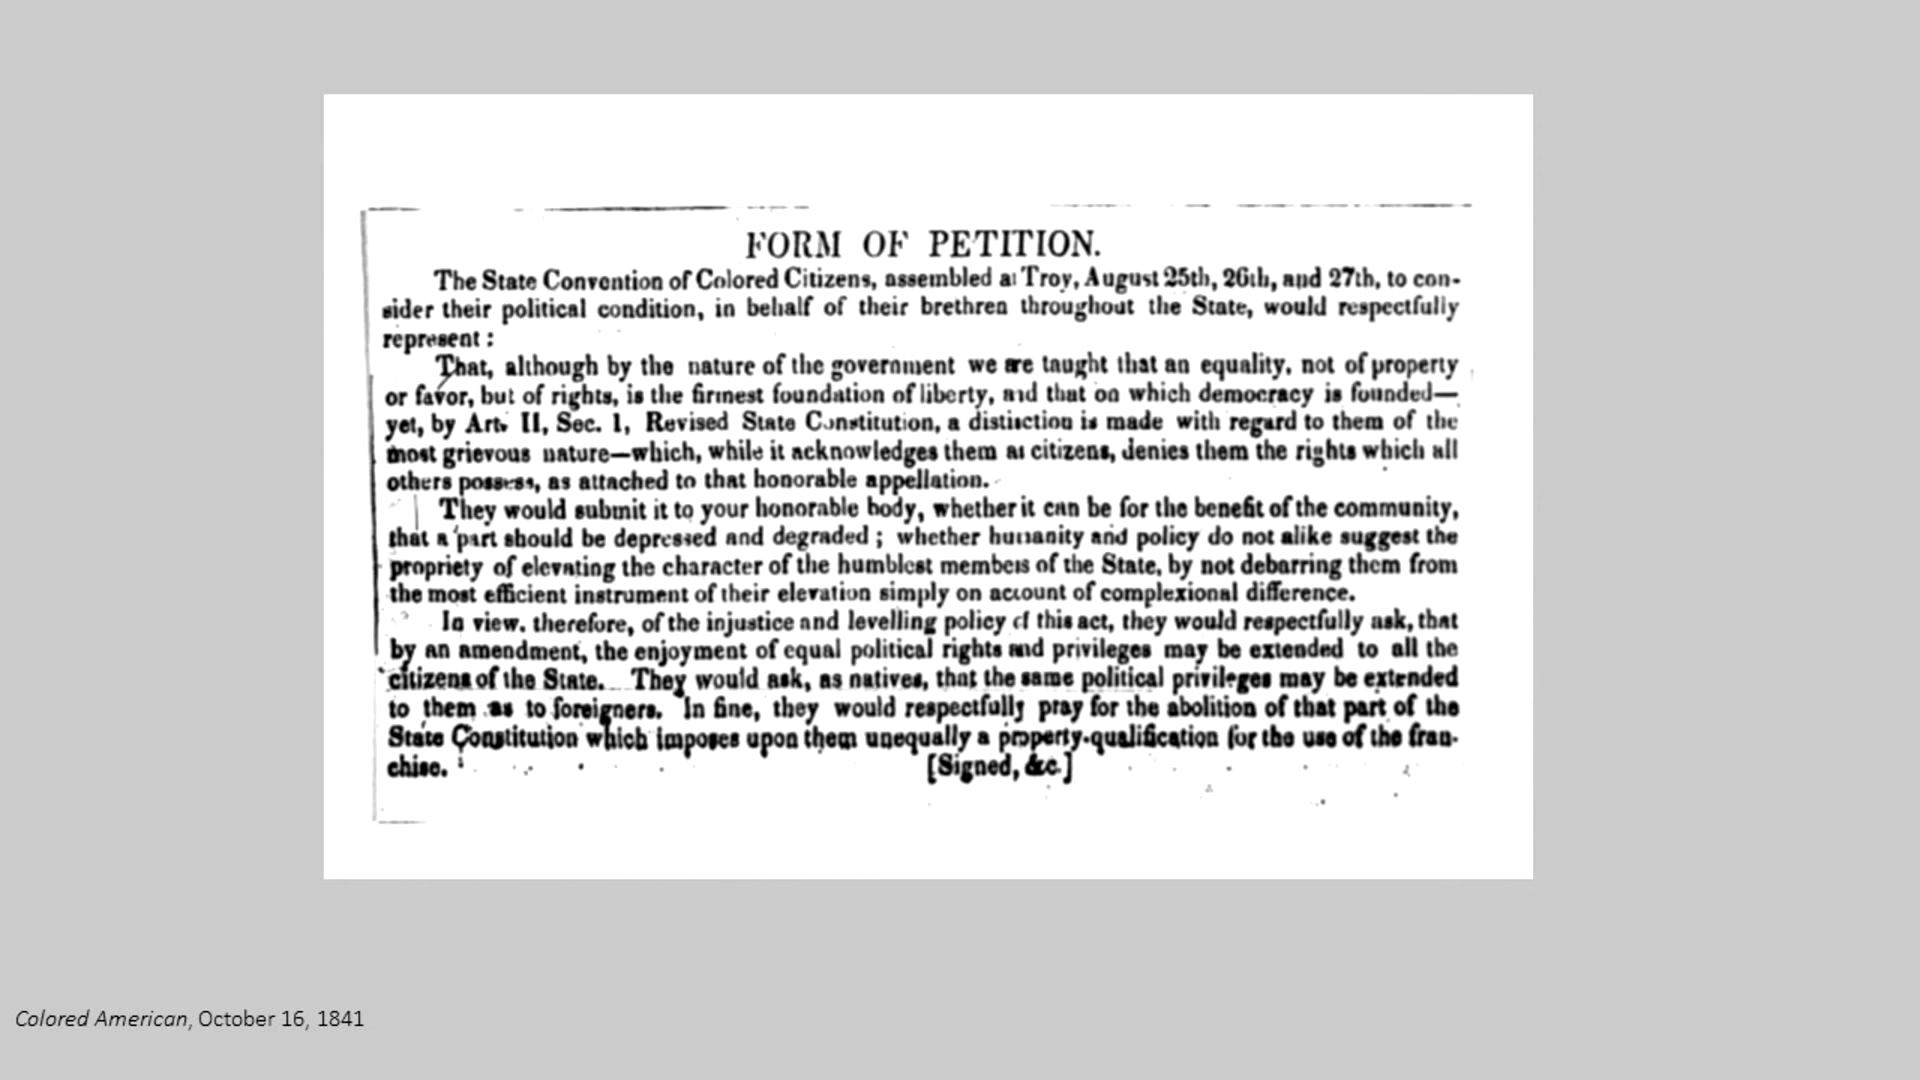 FORM OF PETITION.
The State Convention of Colored Citizens, assembled at Troy, August 25th, 26th, and 27th, to con-
sider their political condition, in behalf of their brethren throughout the State, would respectfully
represent :
That, although by the nature of the government we are taught that an equality, not of property
or favor, but of rights, is the firmest foundation of liberty, and that on which democracy is founded—
yet, by Art. II, Sec. 1, Revised State Constitution, a distinction is made with regard to them of the
most grievous nature—which, while it acknowledges them as citizens, denies them the rights which all
others possess, as attached to that honorable appellation.
They would submit it to your honorable body, whether it can be for the benefit of the community,
that a part should be depressed and degraded ; whether humanity and policy do not alike suggest the
propriety of elevating the character of the humblest members of the State, by not debarring them from
the most efficient instrument of their elevation simply on account of complexional difference.
In view, therefore, of the injustice and levelling policy of this act, they would respectfully ask, that
by an amendment, the enjoyment of equal political rights and privileges may be extended to all the
citizens of the State. They would ask, as natives, that the same political privileges may be extended
to them as to foreigners. In fine, they would respectfully pray for the abolition of that part of the
State Constitution which imposes upon them unequally a property-qualification for the use of the fran-
chise. [Signed, &c.]
Colored American, October 16, 1841